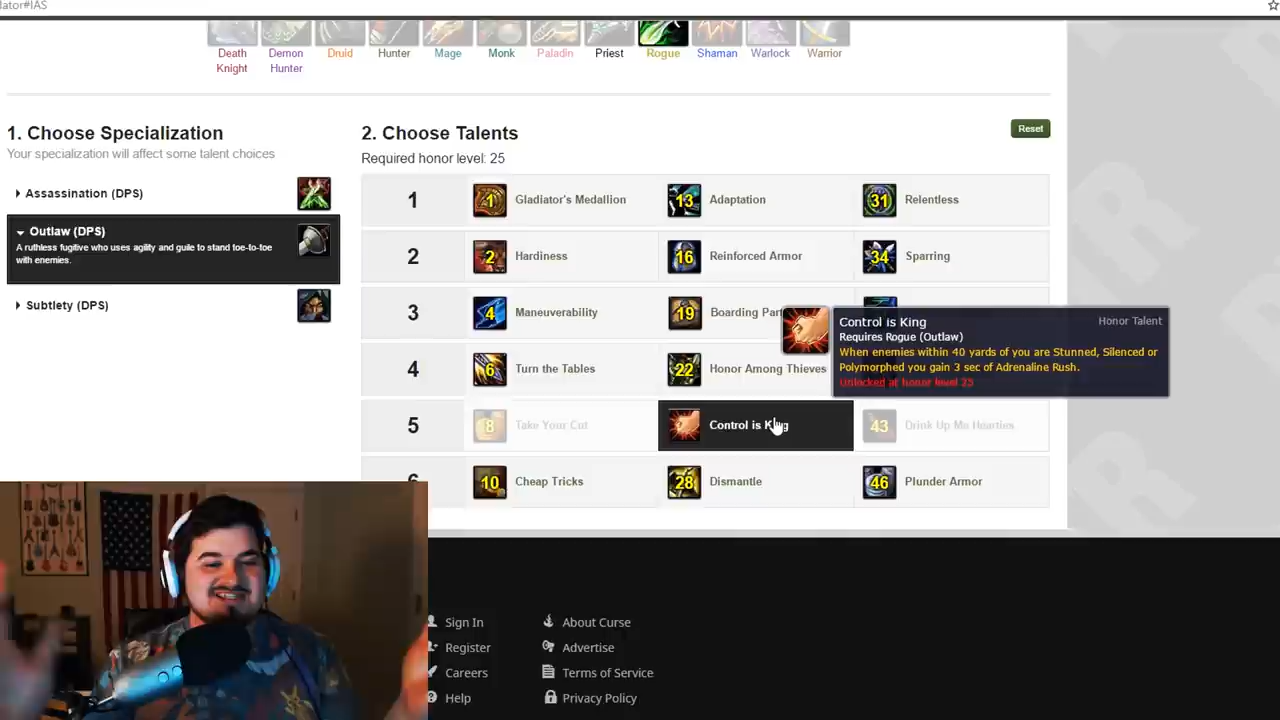 lator#IAS
Death Knight
Demon Hunter
Druid
Hunter
Mage
Monk
Paladin
Priest
Rogue
Shaman
Warlock
Warrior
1. Choose Specialization
Your specialization will affect some talent choices
Assassination (DPS)
Outlaw (DPS)
A ruthless fugitive who uses agility and guile to stand toe-to-toe
with enemies.
Subtlety (DPS)
2. Choose Talents
Reset
Required honor level: 25
1
1 Gladiator's Medallion
13 Adaptation
31 Relentless
2
2 Hardiness
16 Reinforced Armor
34 Sparring
3
4 Maneuverability
19 Boarding Part
4
6 Turn the Tables
22 Honor Among Thieves
5
8 Take Your Cut
Control is King
43 Drink Up Me Hearties
6
10 Cheap Tricks
28 Dismantle
46 Plunder Armor
Control is King
Honor Talent
Requires Rogue (Outlaw)
When enemies within 40 yards of you are Stunned, Silenced or
Polymorphed you gain 3 sec of Adrenaline Rush.
Unlocked at honor level 25
Sign In
Register
Careers
Help
About Curse
Advertise
Terms of Service
Privacy Policy